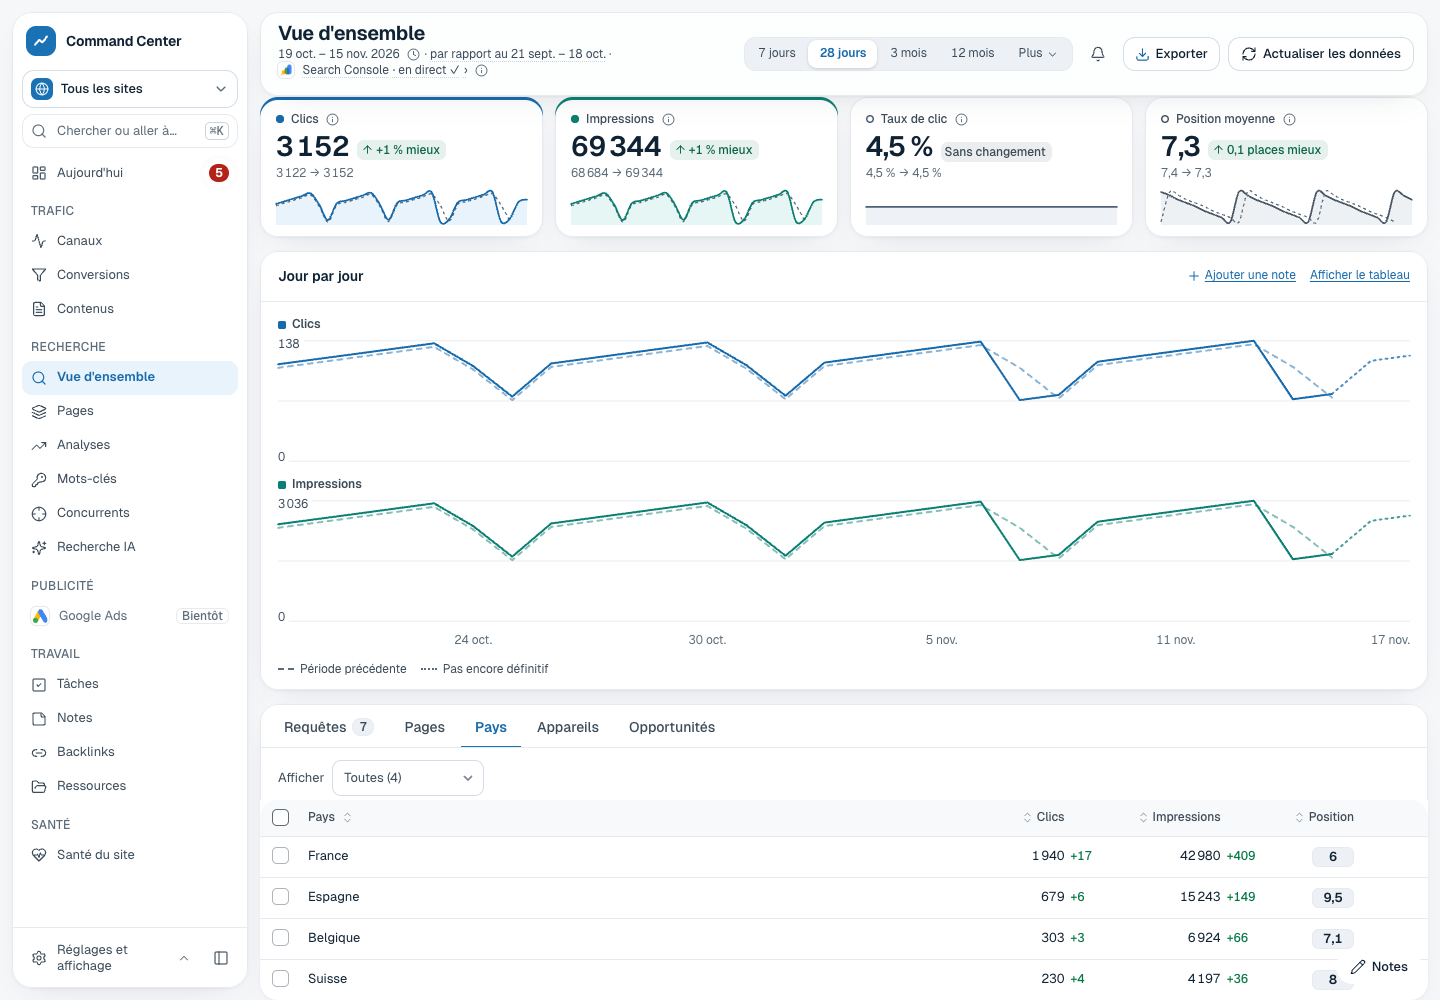 Command Center
Tous les sites
Chercher ou aller à… ⌘K
Aujourd'hui 5
TRAFIC
Canaux
Conversions
Contenus
RECHERCHE
Vue d'ensemble
Pages
Analyses
Mots-clés
Concurrents
Recherche IA
PUBLICITÉ
Google Ads Bientôt
TRAVAIL
Tâches
Notes
Backlinks
Ressources
SANTÉ
Santé du site
Réglages et
affichage
Vue d'ensemble
19 oct. – 15 nov. 2026 · par rapport au 21 sept. – 18 oct. ·
Search Console · en direct ✓ ›
7 jours 28 jours 3 mois 12 mois Plus
Exporter
Actualiser les données
Clics
3 152 ↑ +1 % mieux
3 122 → 3 152
Impressions
69 344 ↑ +1 % mieux
68 684 → 69 344
Taux de clic
4,5 % Sans changement
4,5 % → 4,5 %
Position moyenne
7,3 ↑ 0,1 places mieux
7,4 → 7,3
Jour par jour
+ Ajouter une note Afficher le tableau
Clics
138
0
Impressions
3 036
0
24 oct. 30 oct. 5 nov. 11 nov. 17 nov.
Période précédente Pas encore définitif
Requêtes 7 Pages Pays Appareils Opportunités
Afficher Toutes (4)
Pays Clics Impressions Position
France 1 940 +17 42 980 +409 6
Espagne 679 +6 15 243 +149 9,5
Belgique 303 +3 6 924 +66 7,1
Suisse 230 +4 4 197 +36 8
Notes